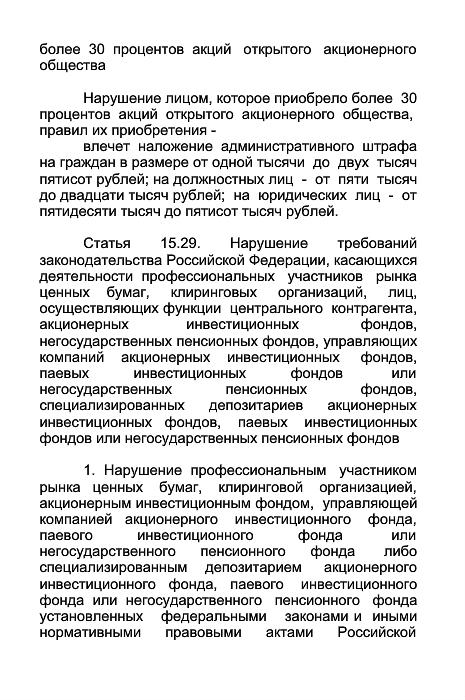 более 30 процентов акций открытого акционерного
общества
Нарушение лицом, которое приобрело более 30
процентов акций открытого акционерного общества,
правил их приобретения -
влечет наложение административного штрафа
на граждан в размере от одной тысячи до двух тысяч
пятисот рублей; на должностных лиц - от пяти тысяч
до двадцати тысяч рублей; на юридических лиц - от
пятидесяти тысяч до пятисот тысяч рублей.
Статья 15.29. Нарушение требований
законодательства Российской Федерации, касающихся
деятельности профессиональных участников рынка
ценных бумаг, клиринговых организаций, лиц,
осуществляющих функции центрального контрагента,
акционерных инвестиционных фондов,
негосударственных пенсионных фондов, управляющих
компаний акционерных инвестиционных фондов,
паевых инвестиционных фондов или
негосударственных пенсионных фондов,
специализированных депозитариев акционерных
инвестиционных фондов, паевых инвестиционных
фондов или негосударственных пенсионных фондов
1. Нарушение профессиональным участником
рынка ценных бумаг, клиринговой организацией,
акционерным инвестиционным фондом, управляющей
компанией акционерного инвестиционного фонда,
паевого инвестиционного фонда или
негосударственного пенсионного фонда либо
специализированным депозитарием акционерного
инвестиционного фонда, паевого инвестиционного
фонда или негосударственного пенсионного фонда
установленных федеральными законами и иными
нормативными правовыми актами Российской